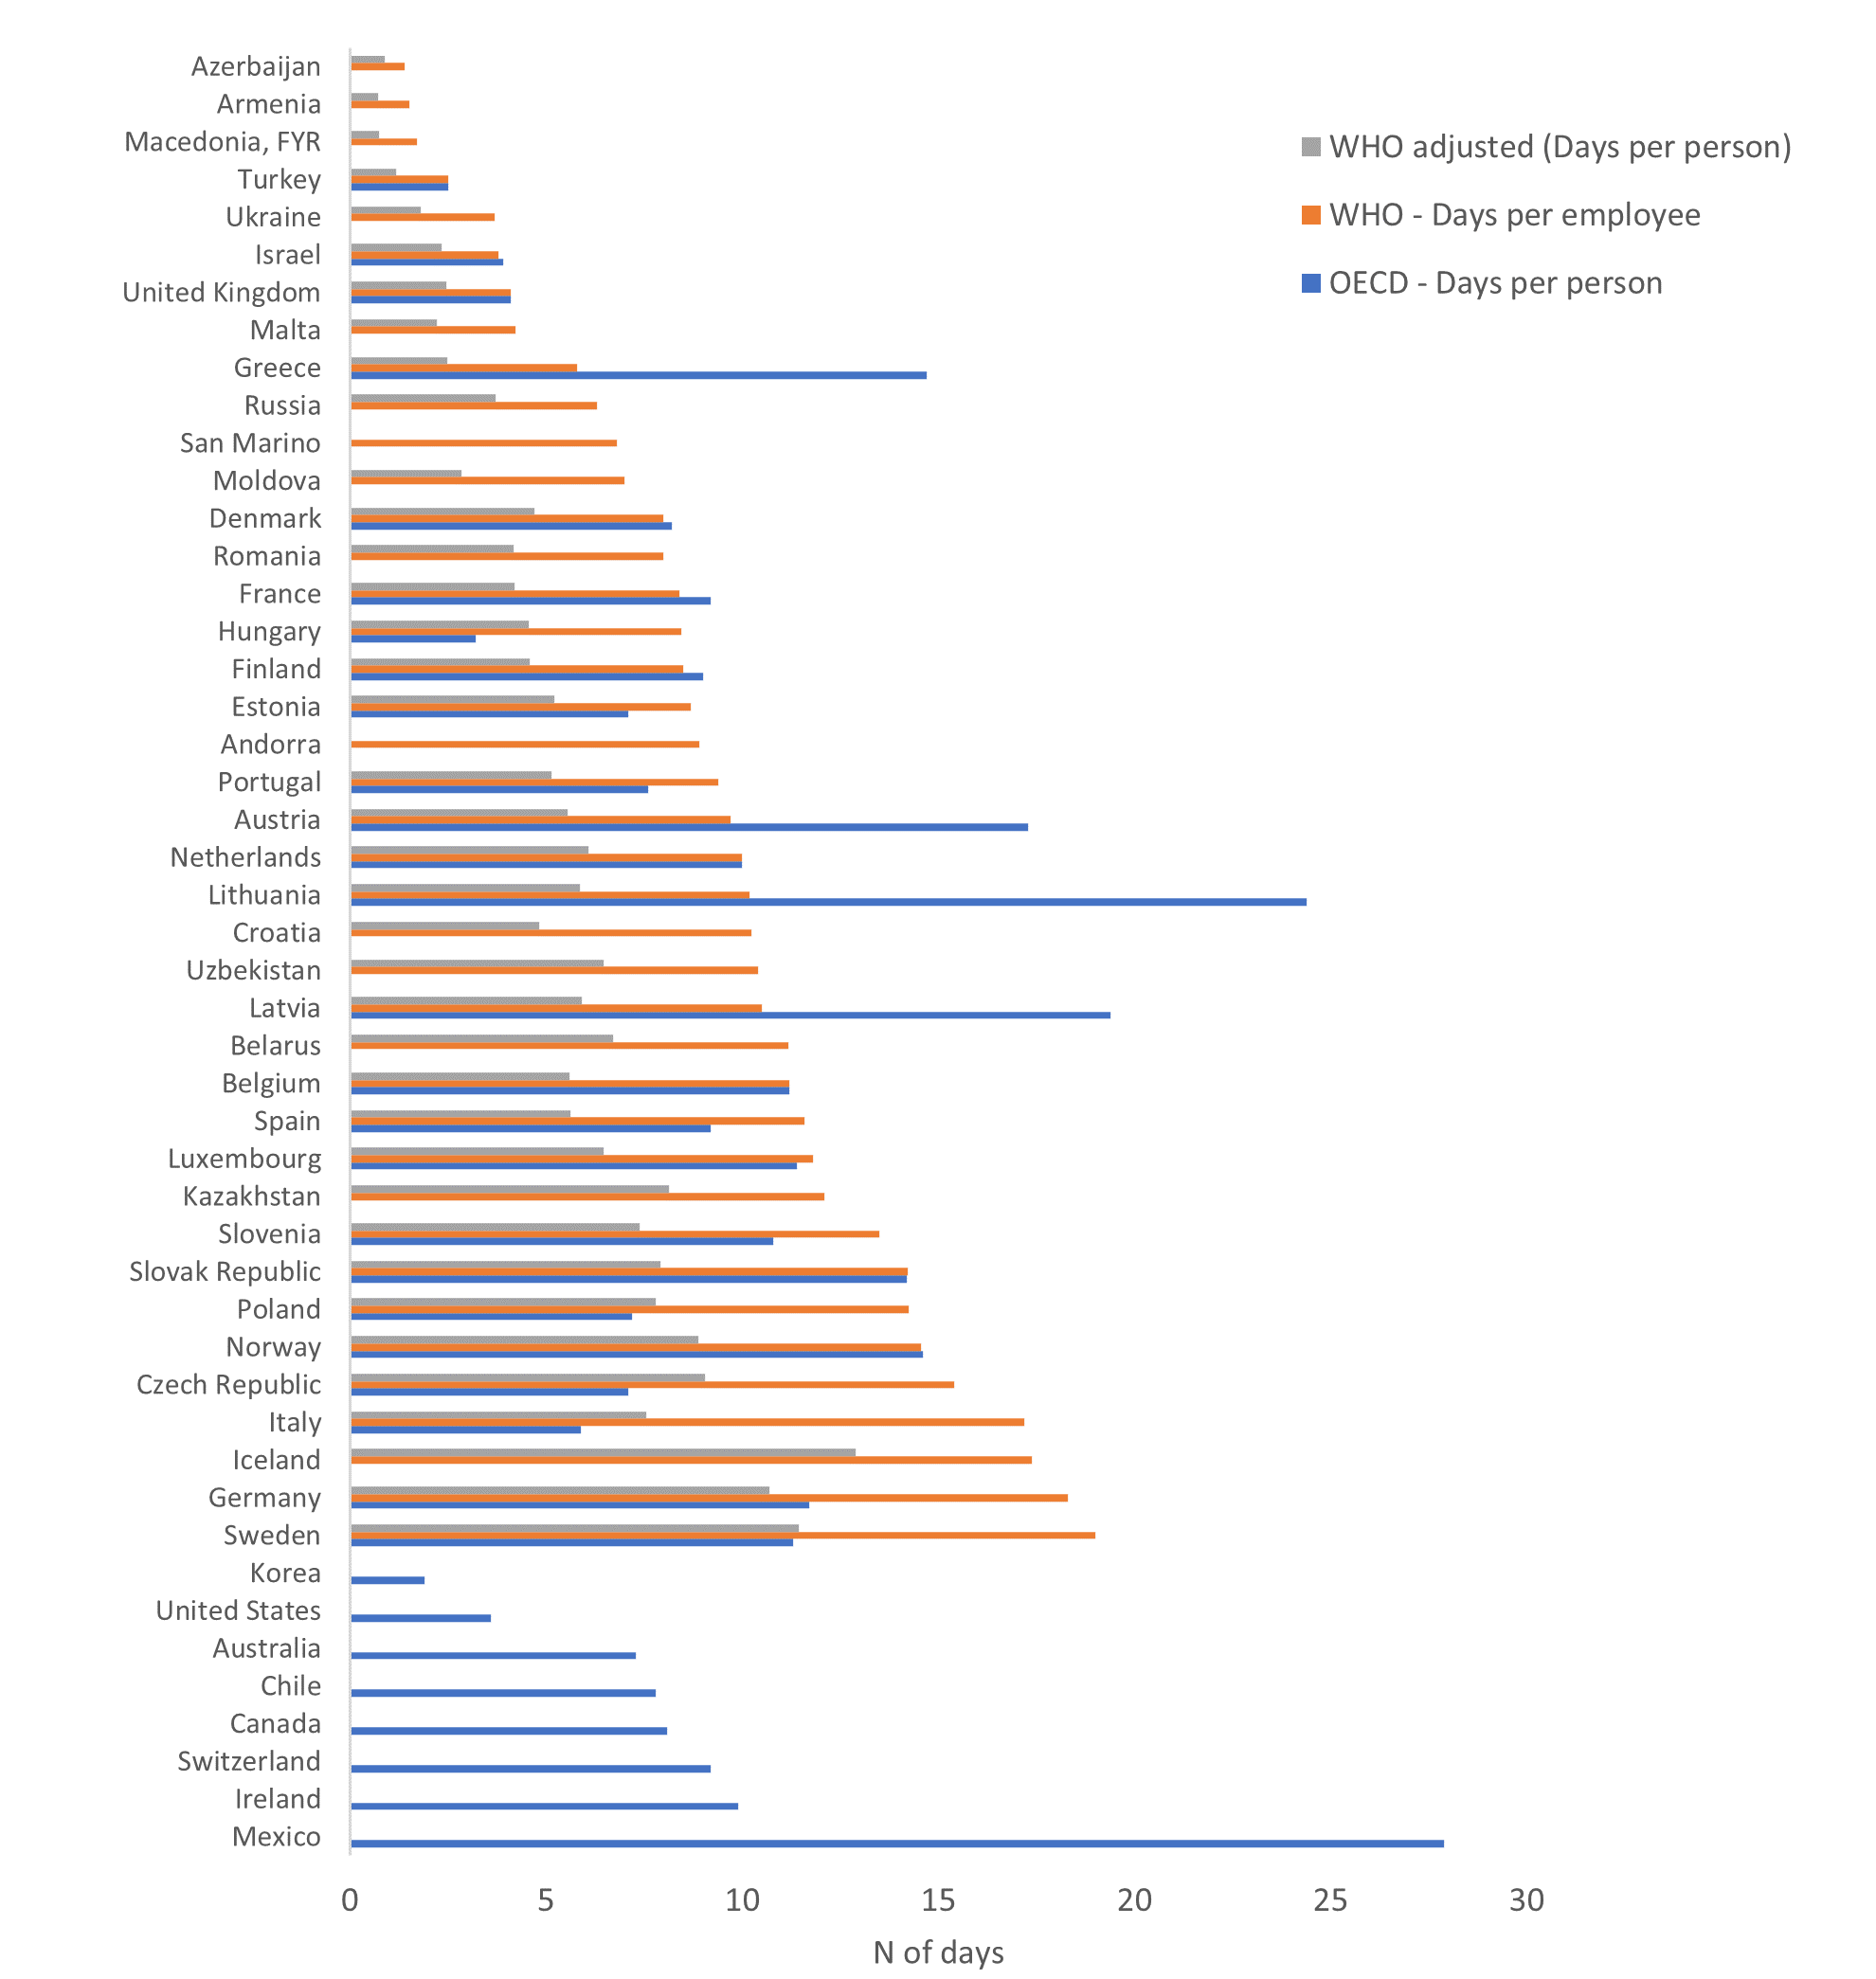 Azerbaijan
Armenia
Macedonia, FYR
Turkey
Ukraine
Israel
United Kingdom
Malta
Greece
Russia
San Marino
Moldova
Denmark
Romania
France
Hungary
Finland
Estonia
Andorra
Portugal
Austria
Netherlands
Lithuania
Croatia
Uzbekistan
Latvia
Belarus
Belgium
Spain
Luxembourg
Kazakhstan
Slovenia
Slovak Republic
Poland
Norway
Czech Republic
Italy
Iceland
Germany
Sweden
Korea
United States
Australia
Chile
Canada
Switzerland
Ireland
Mexico
WHO adjusted (Days per person)
WHO - Days per employee
OECD - Days per person
0 5 10 15 20 25 30
N of days